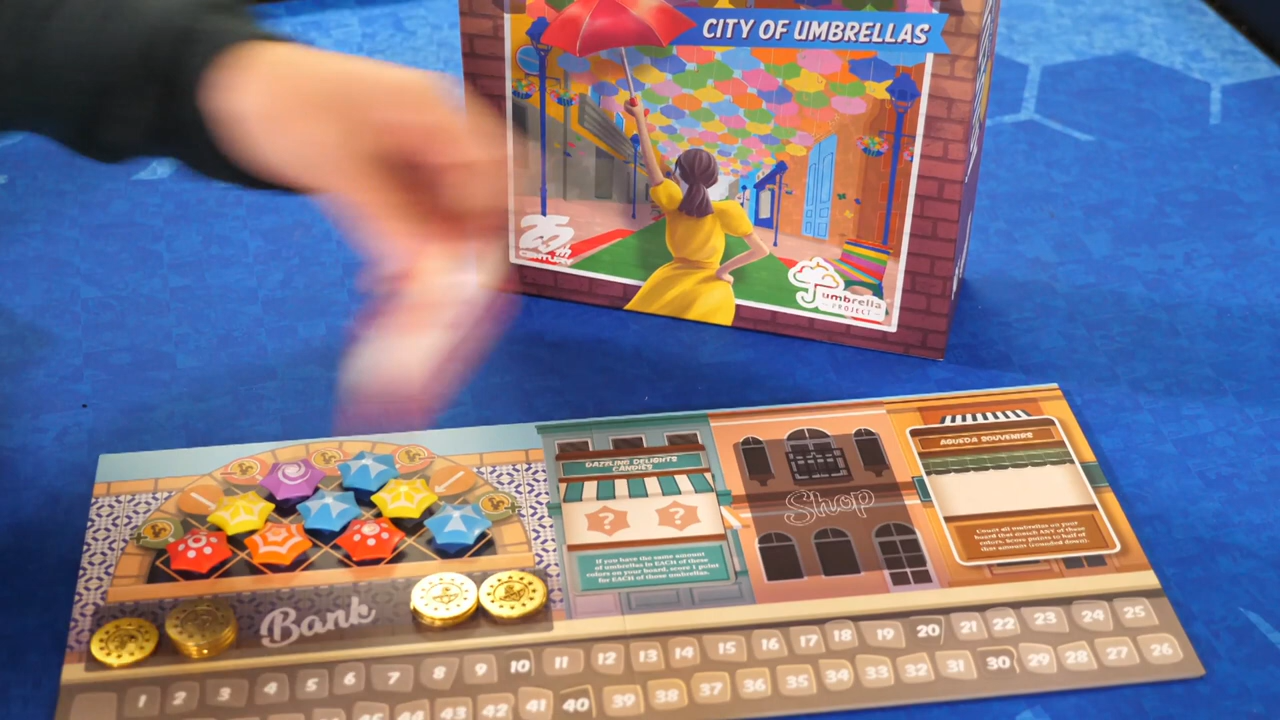 CITY OF UMBRELLAS
25th
CENTURY
umbrella
PROJECT
DAZZLING DELIGHTS
CANDIES
? ?
If you have the same amount
of umbrellas in EACH of these
colors on your board, score 1 point
for EACH of those umbrellas.
Shop
AGUEDA SOUVENIRS
Count all umbrellas on your
board that match ANY of these
colors. Score points to half of
that amount (rounded down).
Bank
1 2 3 4 5 6 7 8 9 10 11 12 13 14 15 16 17 18 19 20 21 22 23 24 25
45 44 43 42 41 40 39 38 37 36 35 34 33 32 31 30 29 28 27 26